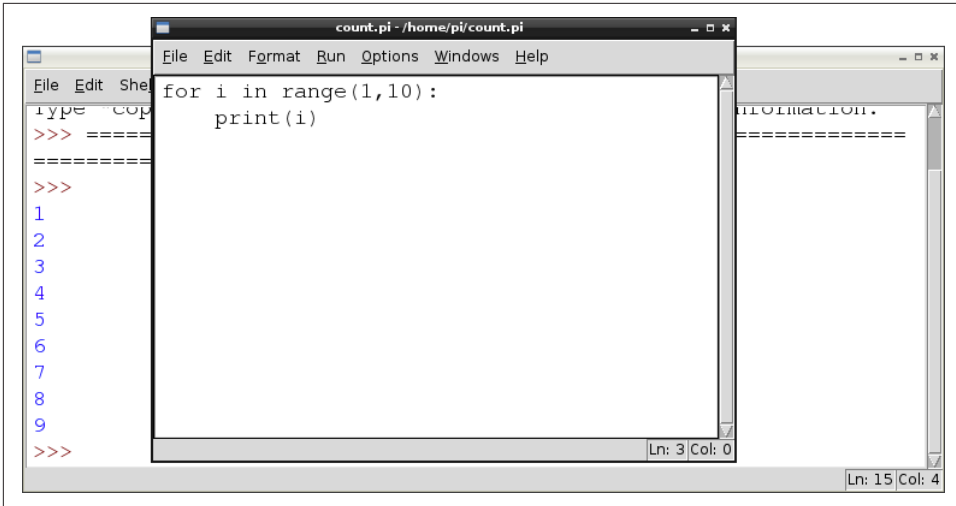 count.pi - /home/pi/count.pi
File Edit Format Run Options Windows Help
for i in range(1,10):
    print(i)
Ln: 3 Col: 0
File Edit
Type "cop
>>> =====
=========
>>>
1
2
3
4
5
6
7
8
9
>>>
Ln: 15 Col: 4